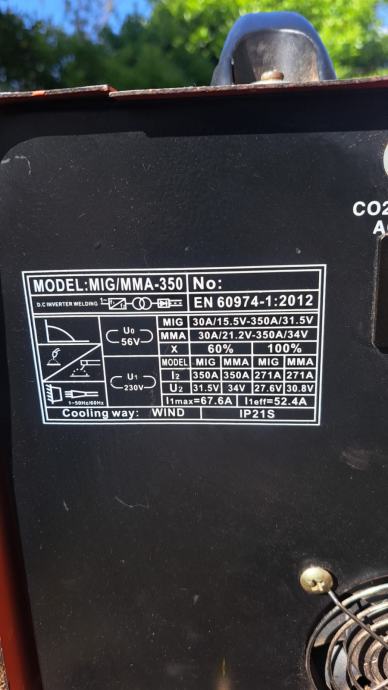 CO2
MODEL:MIG/MMA-350 No:
D.C INVERTER WELDING EN 60974-1:2012
U0 56V
MIG 30A/15.5V-350A/31.5V
MMA 30A/21.2V-350A/34V
X 60% 100%
MODEL MIG MMA MIG MMA
U1 230V
I2 350A 350A 271A 271A
U2 31.5V 34V 27.6V 30.8V
1~50Hz/60Hz I1max=67.6A I1eff=52.4A
Cooling way: WIND IP21S